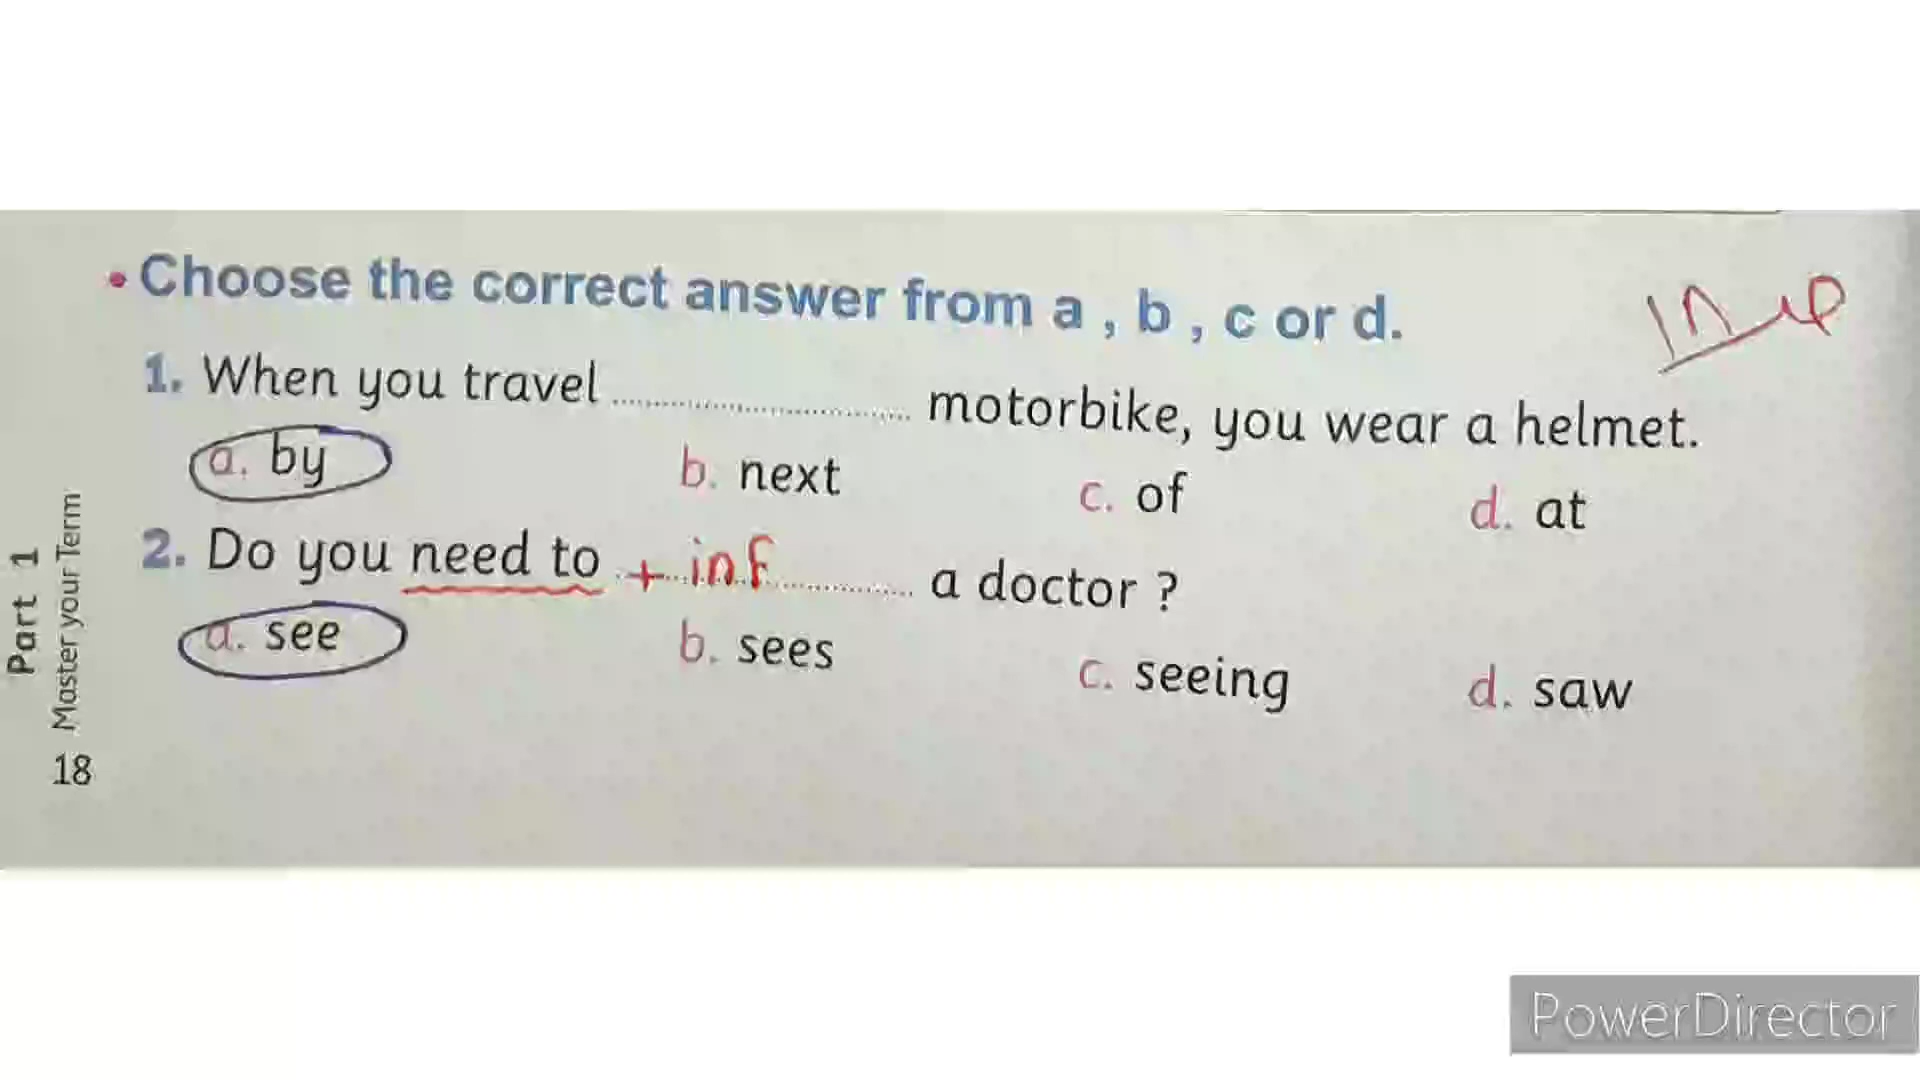 • Choose the correct answer from a , b , c or d.
1. When you travel .............................. motorbike, you wear a helmet.
a. by b. next c. of d. at
2. Do you need to + inf .............. a doctor ?
a. see b. sees c. seeing d. saw
Part 1
Master your Term
18
PowerDirector